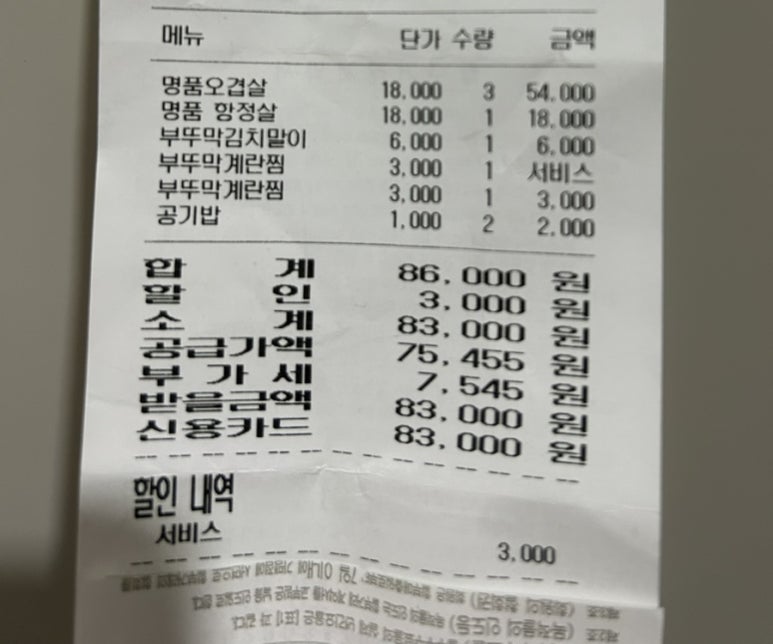 메뉴 단가 수량 금액
명품오겹살 18,000 3 54,000
명품 항정살 18,000 1 18,000
부뚜막김치말이 6,000 1 6,000
부뚜막계란찜 3,000 1 서비스
부뚜막계란찜 3,000 1 3,000
공기밥 1,000 2 2,000
합 계 86,000 원
할 인 3,000 원
소 계 83,000 원
공급가액 75,455 원
부 가 세 7,545 원
받을금액 83,000 원
신용카드 83,000 원
할인 내역
서비스 3,000